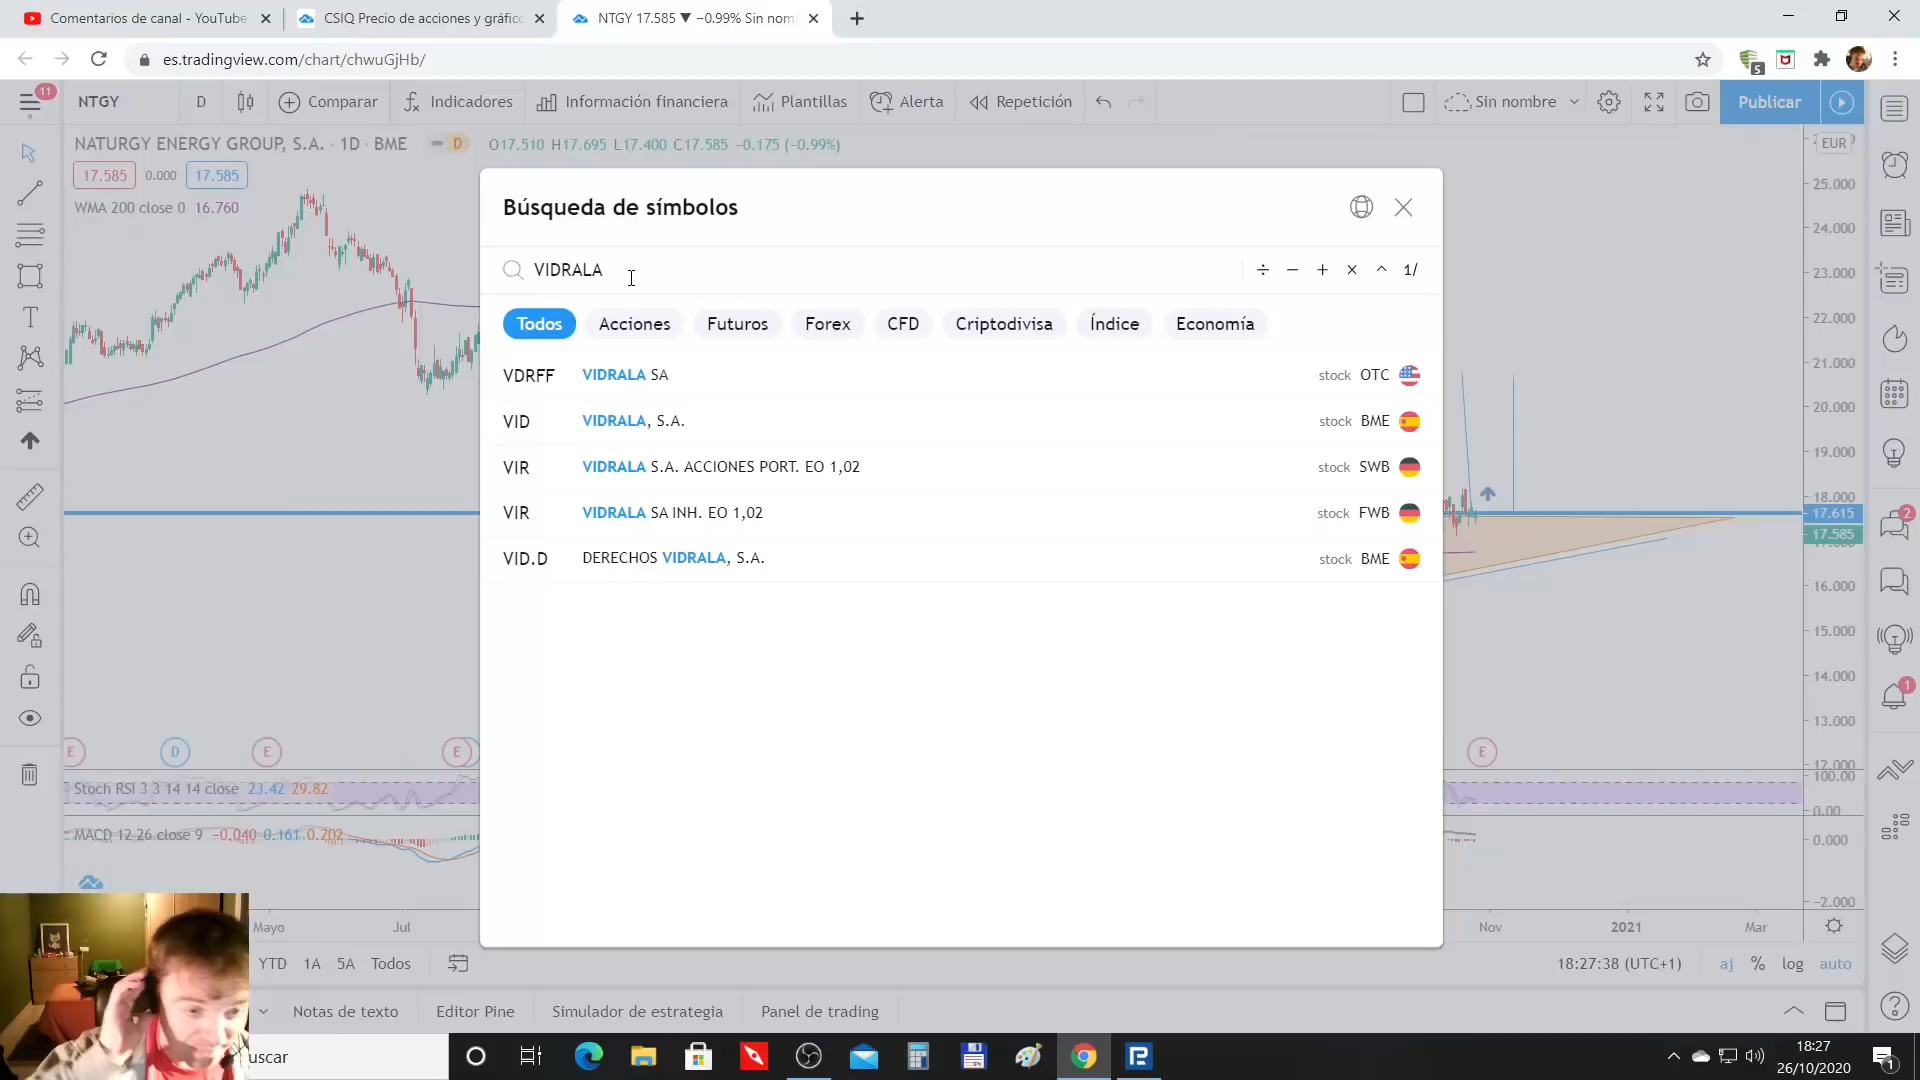 Comentarios de canal - YouTube
CSIQ Precio de acciones y gráfico
NTGY 17.585 ▼ −0.99% Sin nom
es.tradingview.com/chart/chwuGjHb/
5
11
NTGY
D
Comparar
Indicadores
Información financiera
Plantillas
Alerta
Repetición
Sin nombre
Publicar
NATURGY ENERGY GROUP, S.A. · 1D · BME
D
O17.510 H17.695 L17.400 C17.585 −0.175 (−0.99%)
EUR
17.585
0.000
17.585
WMA 200 close 0 16.760
Búsqueda de símbolos
VIDRALA
÷ − + × ^ 1/
Todos
Acciones
Futuros
Forex
CFD
Criptodivisa
Índice
Economía
VDRFF VIDRALA SA stock OTC
VID VIDRALA, S.A. stock BME
VIR VIDRALA S.A. ACCIONES PORT. EO 1,02 stock SWB
VIR VIDRALA SA INH. EO 1,02 stock FWB
VID.D DERECHOS VIDRALA, S.A. stock BME
25.000
24.000
23.000
22.000
21.000
20.000
19.000
18.000
17.615
17.585
16.000
15.000
14.000
13.000
12.000
100.00
0.00
0.000
−2.000
2
1
E
D
E
E
E
Stoch RSI 3 3 14 14 close 23.42 29.82
MACD 12 26 close 9 −0.040 0.161 0.202
Mayo
Jul
Nov
2021
Mar
YTD
1A
5A
Todos
18:27:38 (UTC+1)
aj
%
log
auto
Notas de texto
Editor Pine
Simulador de estrategia
Panel de trading
uscar
18:27
26/10/2020
1